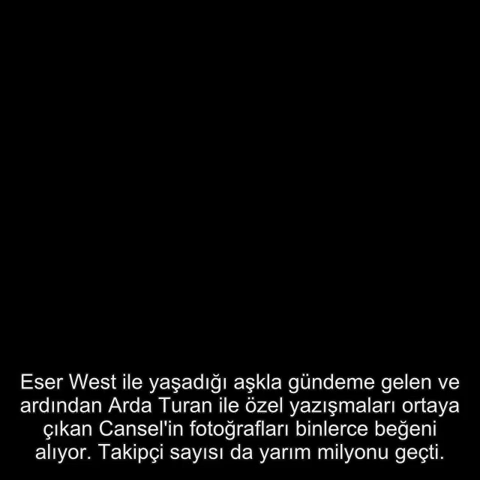 Eser West ile yaşadığı aşkla gündeme gelen ve
ardından Arda Turan ile özel yazışmaları ortaya
çıkan Cansel'in fotoğrafları binlerce beğeni
alıyor. Takipçi sayısı da yarım milyonu geçti.